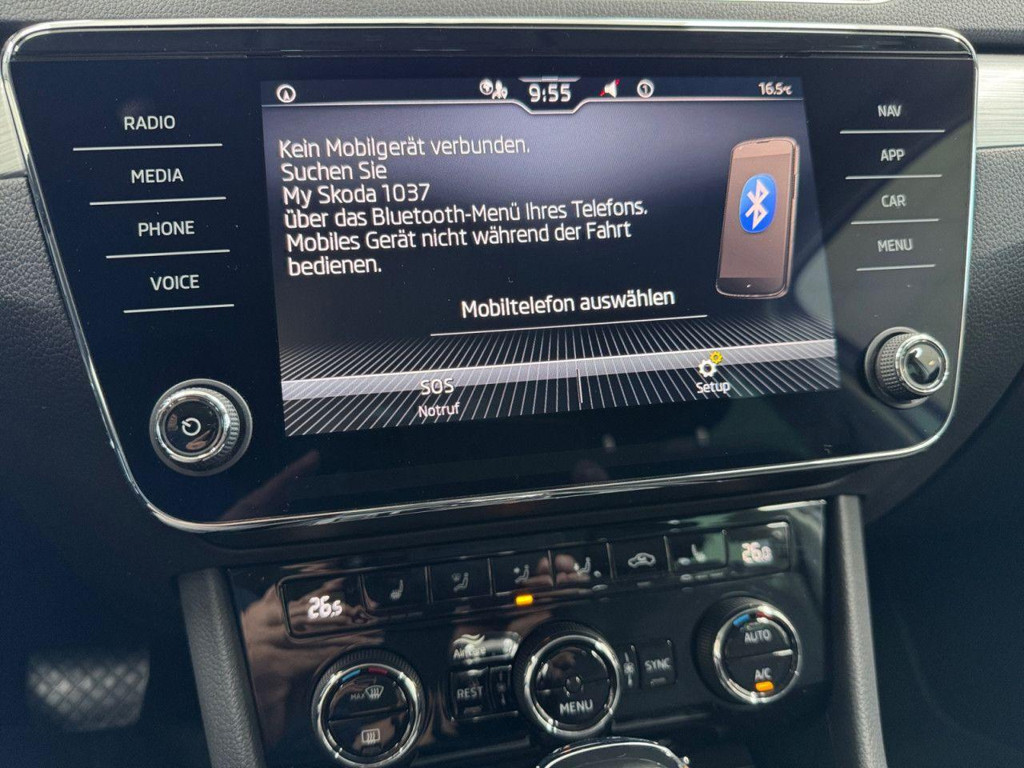 9:55
16.5°C
RADIO
MEDIA
PHONE
VOICE
Kein Mobilgerät verbunden.
Suchen Sie
My Skoda 1037
über das Bluetooth-Menü Ihres Telefons.
Mobiles Gerät nicht während der Fahrt
bedienen.
Mobiltelefon auswählen
SOS
Notruf
Setup
NAV
APP
CAR
MENU
26.5
26.0
AirCare
REST
MAX
MENU
SYNC
AUTO
A/C